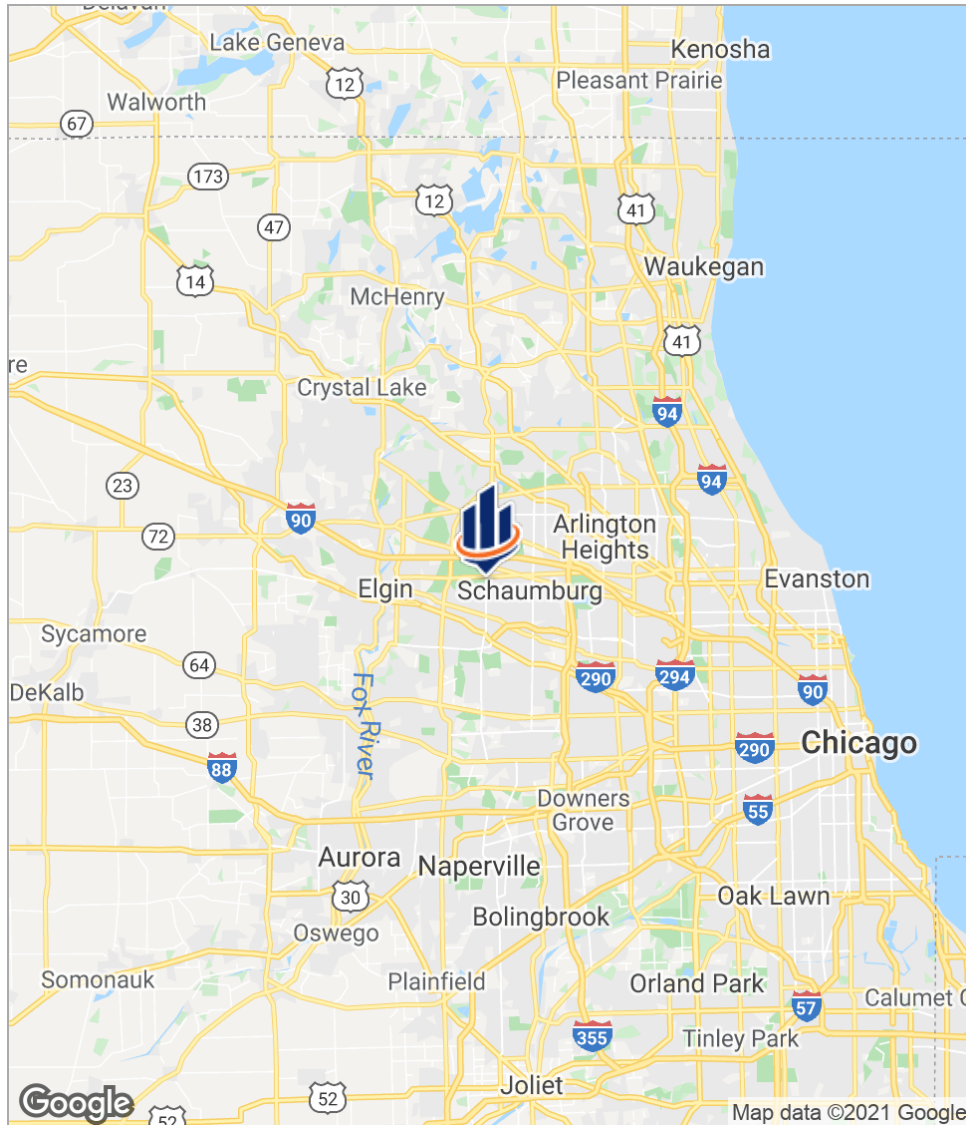 Delavan
Lake Geneva
Kenosha
12
Pleasant Prairie
Walworth
67
173
12
41
47
Waukegan
14
McHenry
41
re
Crystal Lake
94
94
23
90
72
Arlington
Heights
Evanston
Elgin
Schaumburg
Sycamore
64
290
294
90
DeKalb
Fox River
38
Chicago
290
88
Downers
Grove
55
Aurora
Naperville
30
Oak Lawn
Bolingbrook
Oswego
Somonauk
Plainfield
Orland Park
57
Calumet C
355
Tinley Park
Joliet
52
52
Google
Map data ©2021 Google